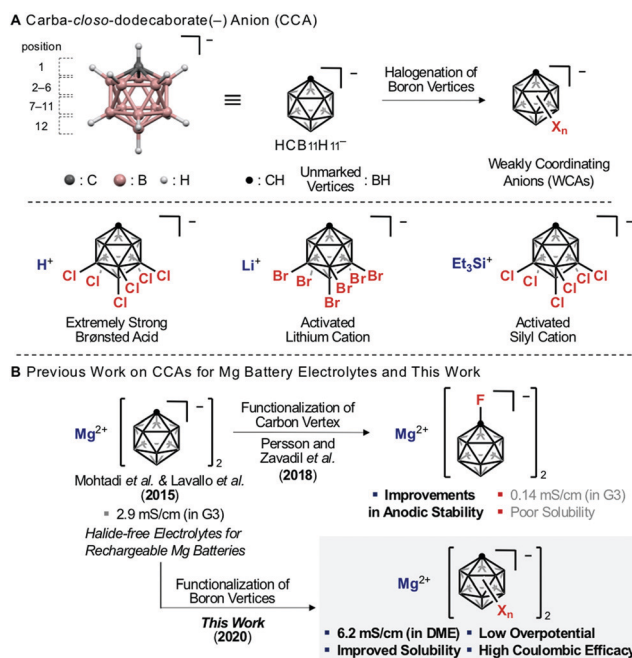 A Carba-closo-dodecaborate(–) Anion (CCA)
position
1
2–6
7–11
12
–
≡
–
HCB11H11–
Halogenation of
Boron Vertices
–
Xn
Weakly Coordinating
Anions (WCAs)
: C : B : H
: CH Unmarked Vertices : BH
H+
–
Cl Cl Cl Cl Cl Cl
Extremely Strong
Brønsted Acid
Li+
–
Br Br Br Br Br Br
Activated
Lithium Cation
Et3Si+
–
Cl Cl Cl Cl Cl Cl
Activated
Silyl Cation
B Previous Work on CCAs for Mg Battery Electrolytes and This Work
Mg2+
–
2
Mohtadi et al. & Lavallo et al.
(2015)
2.9 mS/cm (in G3)
Halide-free Electrolytes for
Rechargeable Mg Batteries
Functionalization of
Carbon Vertex
Persson and
Zavadil et al.
(2018)
Mg2+
F
–
2
Improvements
in Anodic Stability
0.14 mS/cm (in G3)
Poor Solubility
Functionalization of
Boron Vertices
This Work
(2020)
Mg2+
–
Xn
2
6.2 mS/cm (in DME) Low Overpotential
Improved Solubility High Coulombic Efficacy